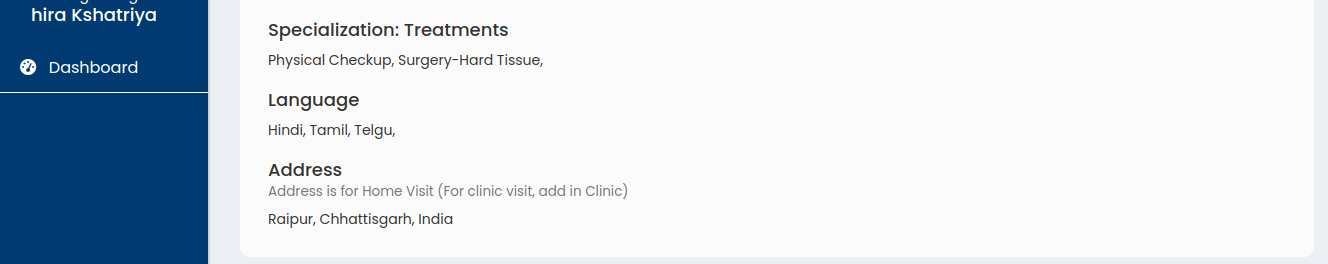 hira Kshatriya
Dashboard
Specialization: Treatments
Physical Checkup, Surgery-Hard Tissue,
Language
Hindi, Tamil, Telgu,
Address
Address is for Home Visit (For clinic visit, add in Clinic)
Raipur, Chhattisgarh, India